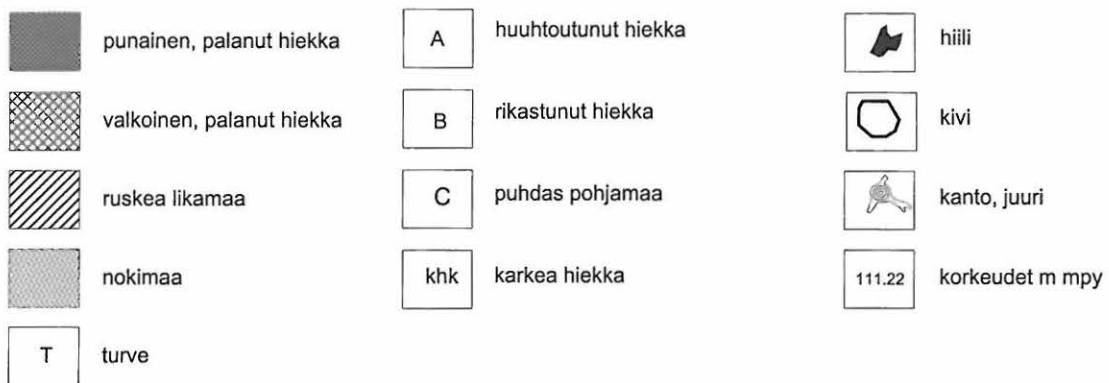 punainen, palanut hiekka
valkoinen, palanut hiekka
ruskea likamaa
nokimaa
T turve
A huuhtoutunut hiekka
B rikastunut hiekka
C puhdas pohjamaa
khk karkea hiekka
hiili
kivi
kanto, juuri
111.22 korkeudet m mpy